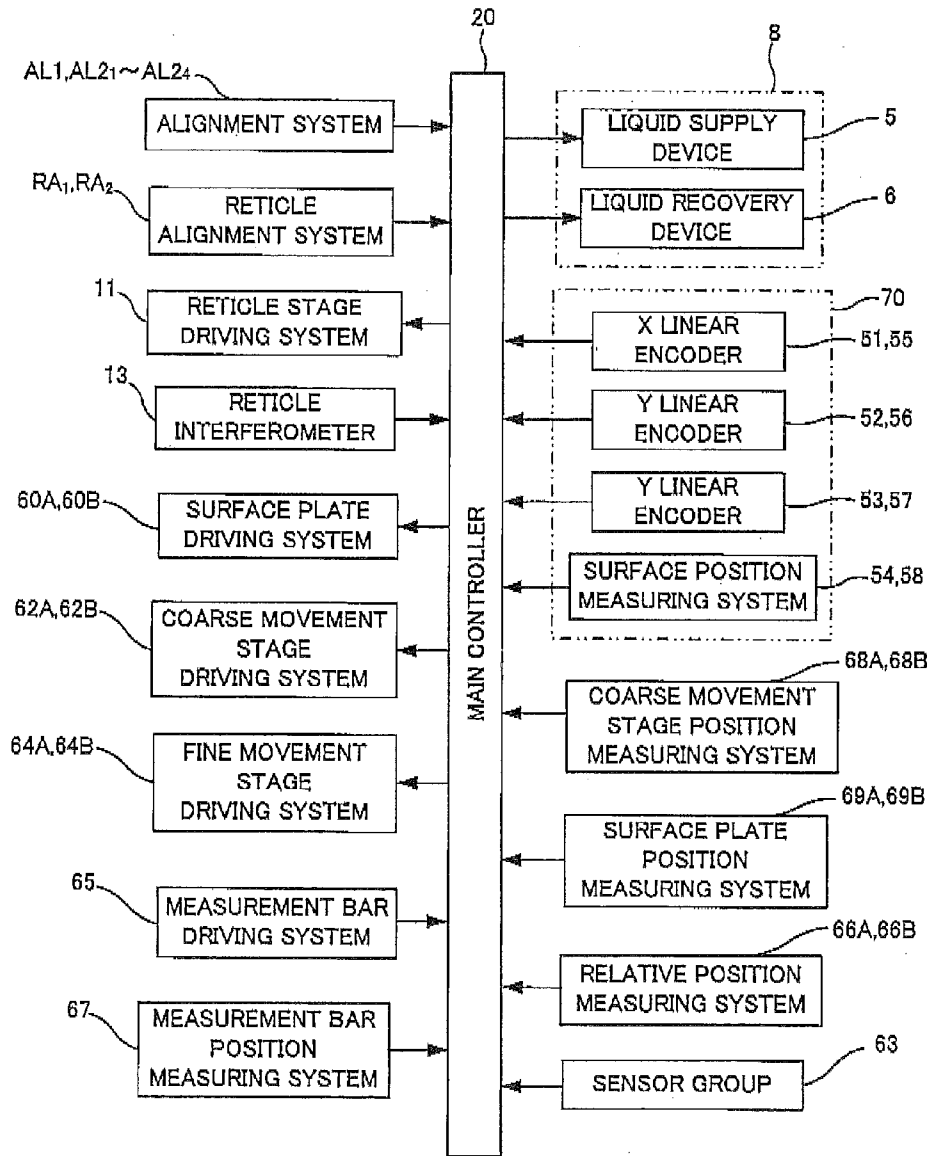 20
8
AL1,AL2₁~AL2₄
ALIGNMENT SYSTEM
RA₁,RA₂
RETICLE
ALIGNMENT SYSTEM
11
RETICLE STAGE
DRIVING SYSTEM
13
RETICLE
INTERFEROMETER
60A,60B
SURFACE PLATE
DRIVING SYSTEM
62A,62B
COARSE MOVEMENT
STAGE
DRIVING SYSTEM
64A,64B
FINE MOVEMENT
STAGE
DRIVING SYSTEM
65
MEASUREMENT BAR
DRIVING SYSTEM
67
MEASUREMENT BAR
POSITION
MEASURING SYSTEM
MAIN CONTROLLER
LIQUID SUPPLY
DEVICE
5
LIQUID RECOVERY
DEVICE
6
70
X LINEAR
ENCODER
51,55
Y LINEAR
ENCODER
52,56
Y LINEAR
ENCODER
53,57
SURFACE POSITION
MEASURING SYSTEM
54,58
68A,68B
COARSE MOVEMENT
STAGE POSITION
MEASURING SYSTEM
69A,69B
SURFACE PLATE
POSITION
MEASURING SYSTEM
66A,66B
RELATIVE POSITION
MEASURING SYSTEM
63
SENSOR GROUP